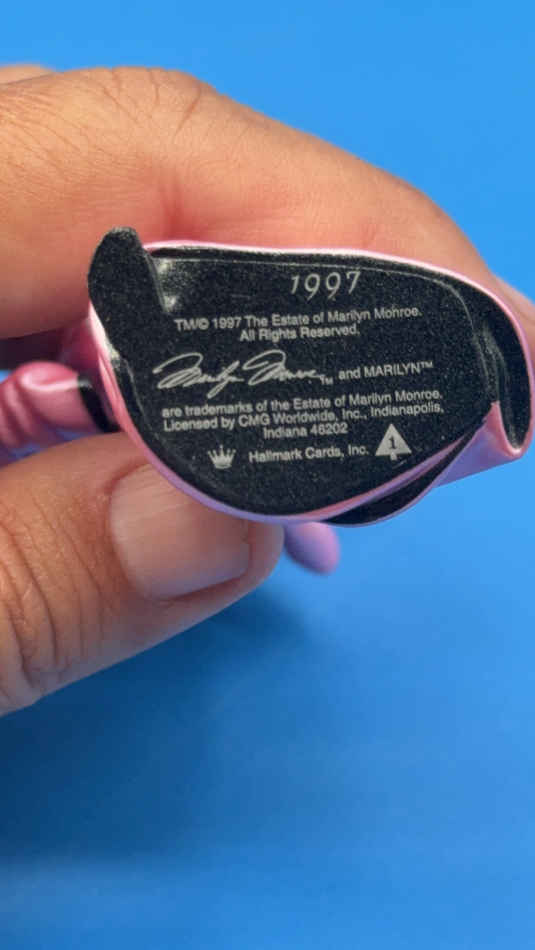 1997
TM/© 1997 The Estate of Marilyn Monroe.
All Rights Reserved.
Marilyn Monroe™ and MARILYN™
are trademarks of the Estate of Marilyn Monroe.
Licensed by CMG Worldwide, Inc., Indianapolis,
Indiana 46202
Hallmark Cards, Inc. 1